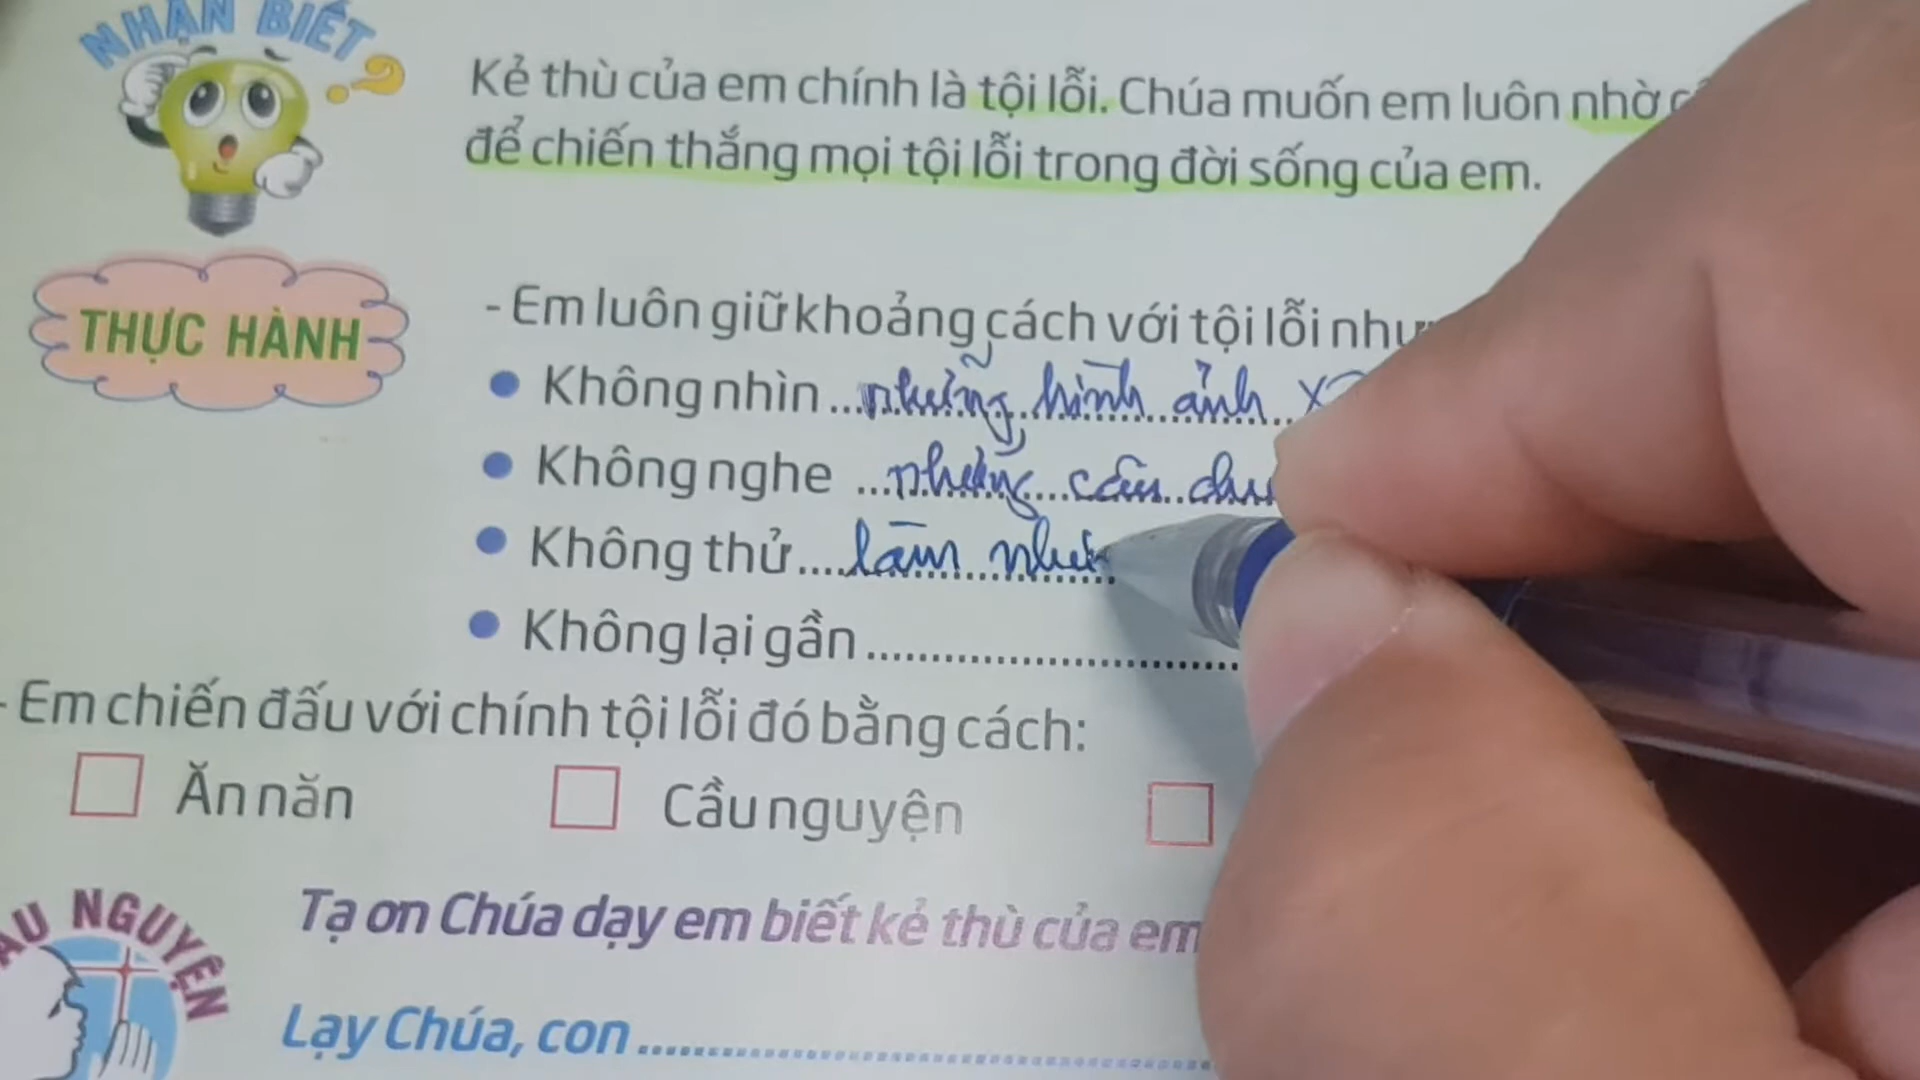 NHẬN BIẾT
Kẻ thù của em chính là tội lỗi. Chúa muốn em luôn nhờ
để chiến thắng mọi tội lỗi trong đời sống của em.
THỰC HÀNH
- Em luôn giữ khoảng cách với tội lỗi như
• Không nhìn ... những hình ảnh
• Không nghe ... những câu
• Không thử .... làm
• Không lại gần ..............................
- Em chiến đấu với chính tội lỗi đó bằng cách:
☐ Ăn năn ☐ Cầu nguyện ☐
NGUYỆN
Tạ ơn Chúa dạy em biết kẻ thù của em
Lạy Chúa, con ..............................